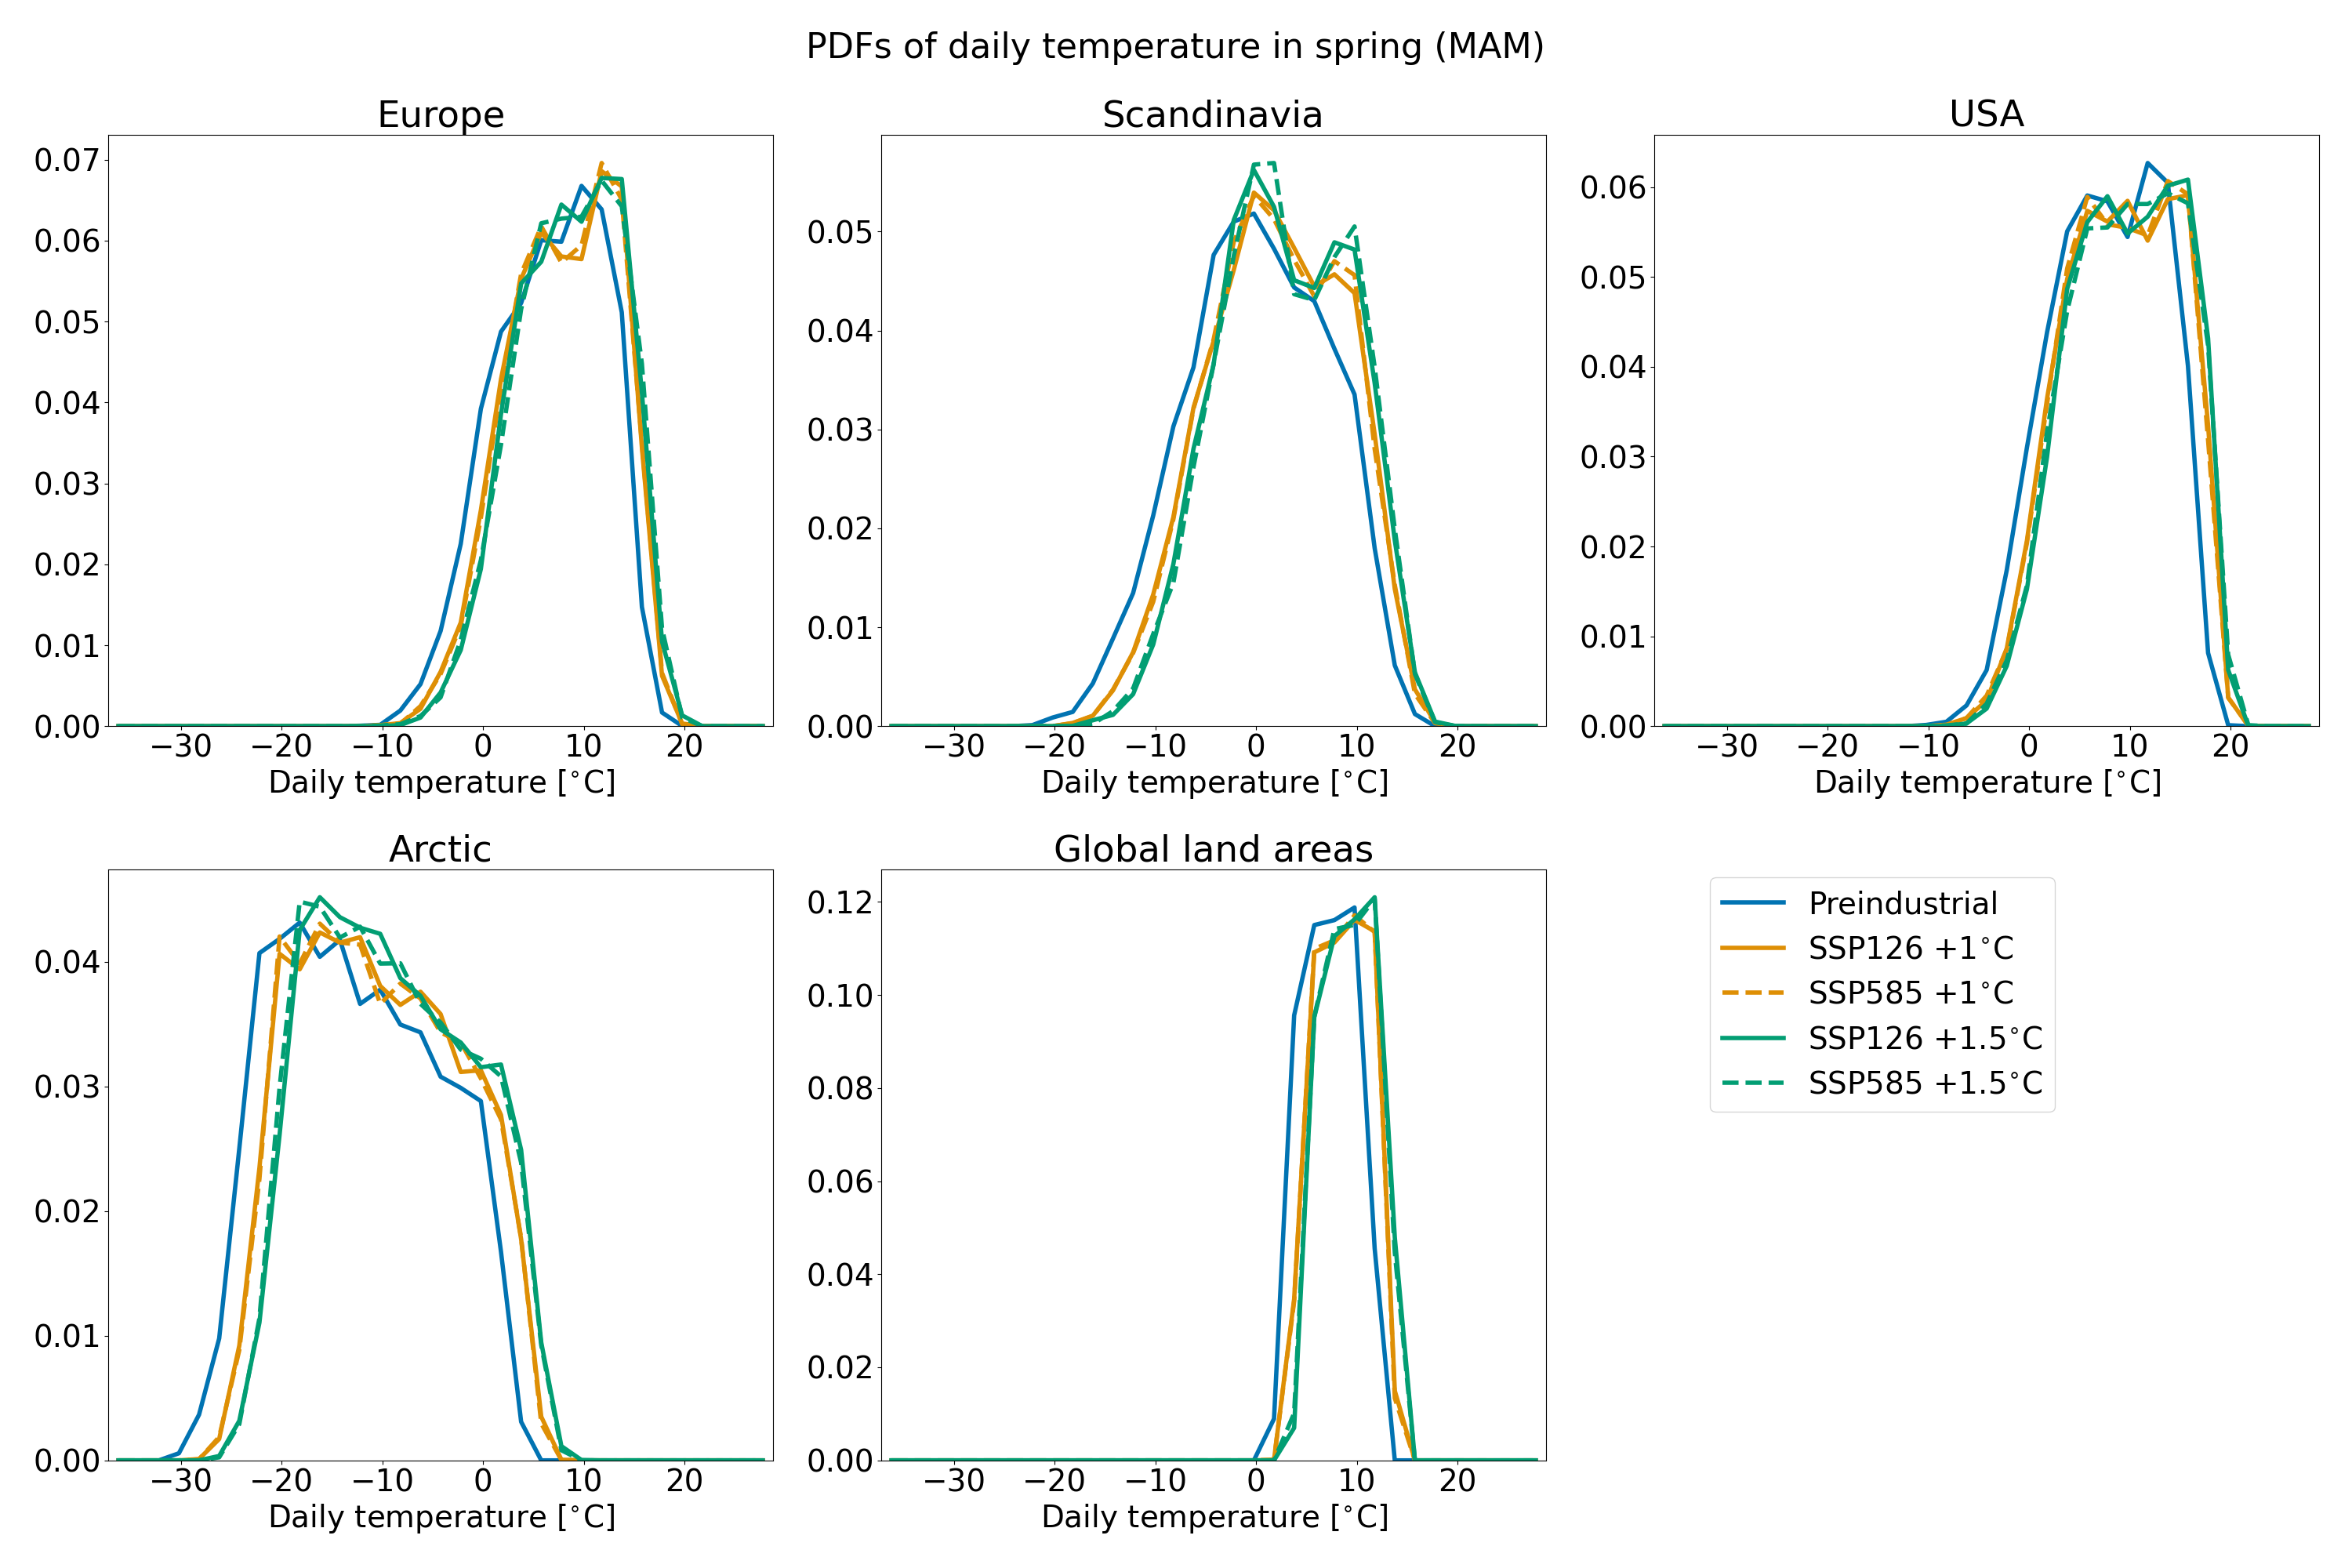 PDFs of daily temperature in spring (MAM)
Europe
0.07
0.06
0.05
0.04
0.03
0.02
0.01
0.00
−30 −20 −10 0 10 20
Daily temperature [°C]
Scandinavia
0.05
0.04
0.03
0.02
0.01
0.00
−30 −20 −10 0 10 20
Daily temperature [°C]
USA
0.06
0.05
0.04
0.03
0.02
0.01
0.00
−30 −20 −10 0 10 20
Daily temperature [°C]
Arctic
0.04
0.03
0.02
0.01
0.00
−30 −20 −10 0 10 20
Daily temperature [°C]
Global land areas
0.12
0.10
0.08
0.06
0.04
0.02
0.00
−30 −20 −10 0 10 20
Daily temperature [°C]
Preindustrial
SSP126 +1°C
SSP585 +1°C
SSP126 +1.5°C
SSP585 +1.5°C